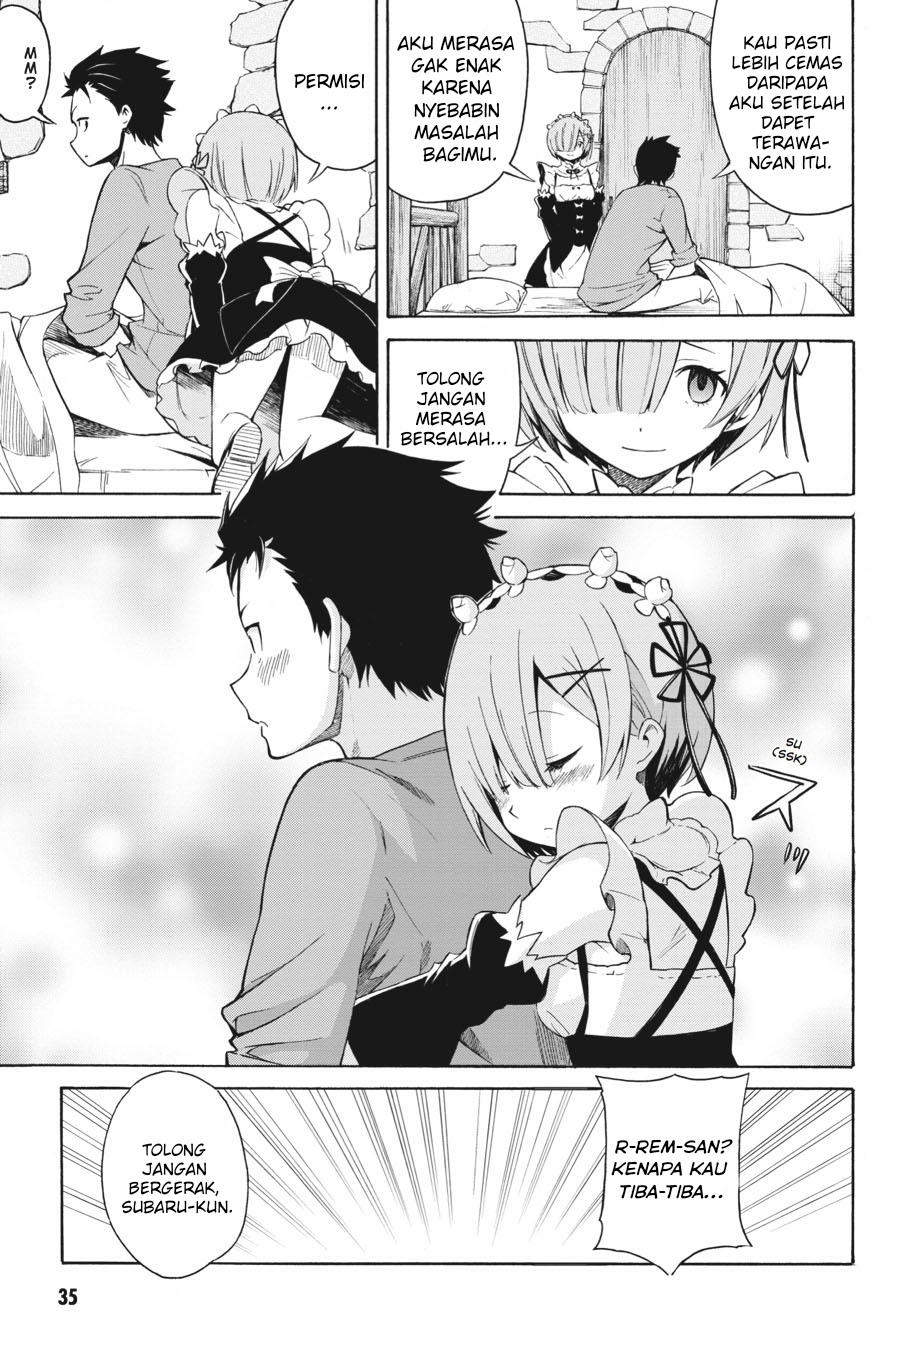 KAU PASTI
LEBIH CEMAS
DARIPADA
AKU SETELAH
DAPET
TERAWA-
NGAN ITU.
AKU MERASA
GAK ENAK
KARENA
NYEBABIN
MASALAH
BAGIMU.
TOLONG
JANGAN
MERASA
BERSALAH...
PERMISI
...
MM?
SU
(SSK)
R-REM-SAN?
KENAPA KAU
TIBA-TIBA...
TOLONG
JANGAN
BERGERAK,
SUBARU-KUN.
35